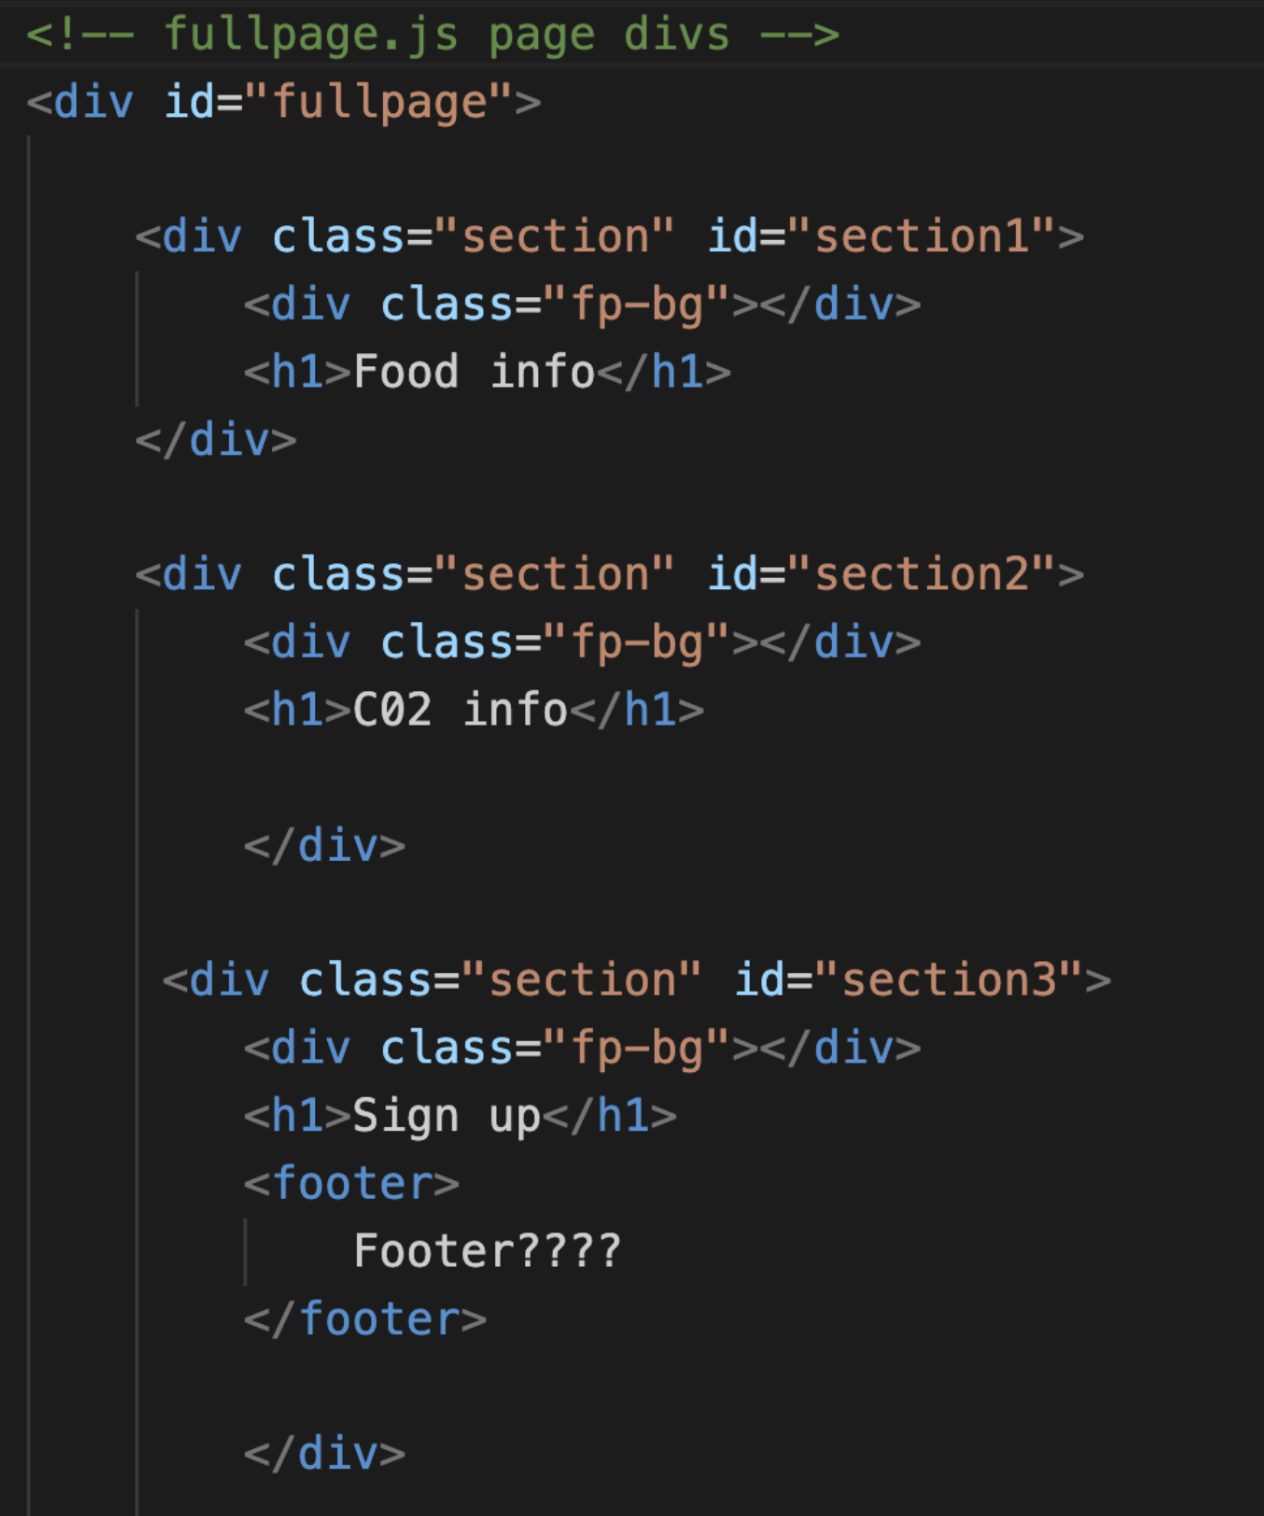 <!-- fullpage.js page divs -->
<div id="fullpage">
<div class="section" id="section1">
<div class="fp-bg"></div>
<h1>Food info</h1>
</div>
<div class="section" id="section2">
<div class="fp-bg"></div>
<h1>C02 info</h1>
</div>
<div class="section" id="section3">
<div class="fp-bg"></div>
<h1>Sign up</h1>
<footer>
Footer????
</footer>
</div>